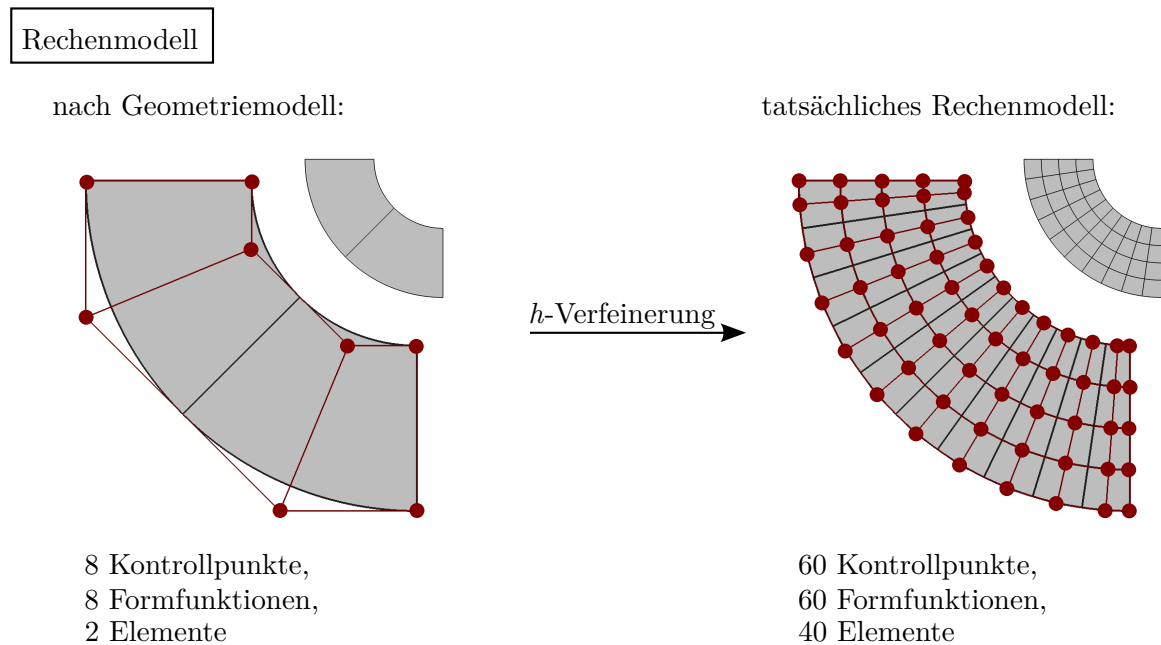 Rechenmodell
nach Geometriemodell:
tatsächliches Rechenmodell:
h-Verfeinerung
8 Kontrollpunkte,
8 Formfunktionen,
2 Elemente
60 Kontrollpunkte,
60 Formfunktionen,
40 Elemente